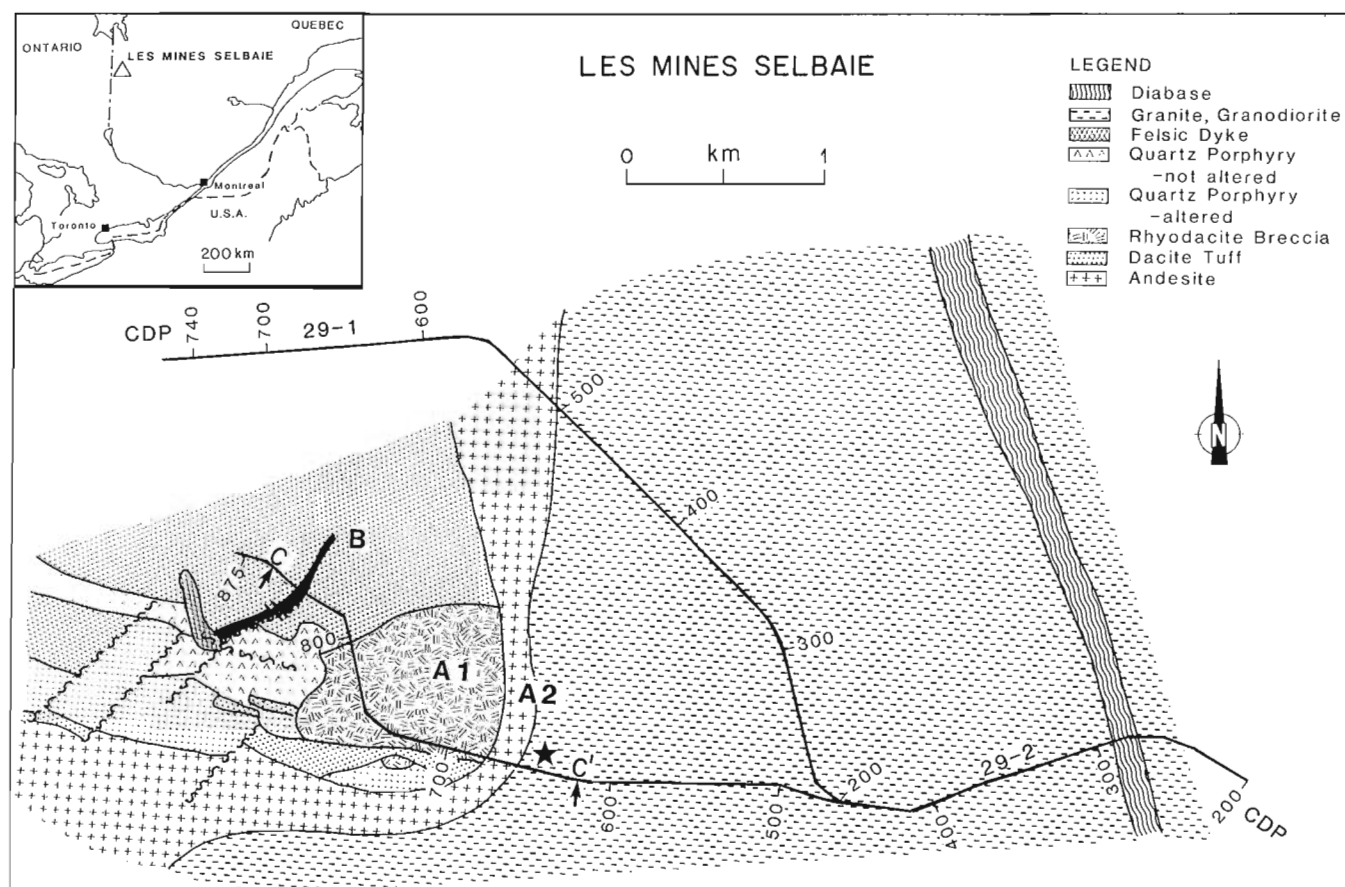 LES MINES SELBAIE
QUEBEC
ONTARIO
LES MINES SELBAIE
Montreal
U.S.A.
Toronto
200 km
0 km 1
LEGEND
Diabase
Granite, Granodiorite
Felsic Dyke
Quartz Porphyry
-not altered
Quartz Porphyry
-altered
Rhyodacite Breccia
Dacite Tuff
Andesite
CDP 740 700 29-1 600
500
400
300
200
N
B
C
875
800
A1
A2
700
C'
600
500
400
29-2
300
200
CDP